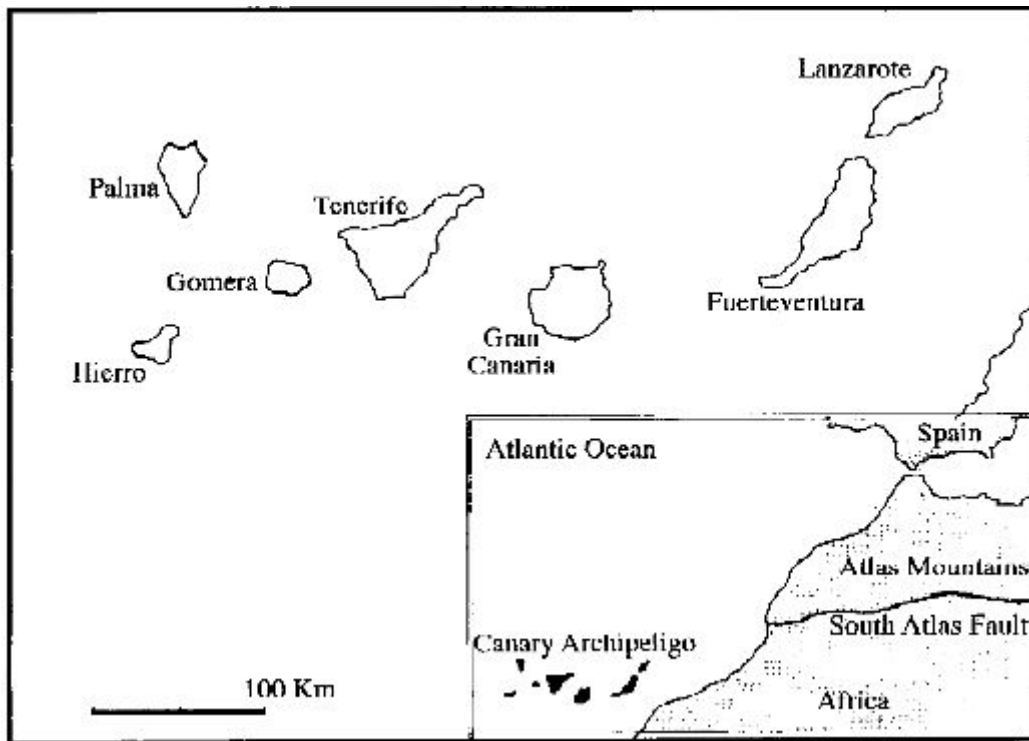 Lanzarote
Palma
Tenerife
Gomera
Fuerteventura
Gran
Canaria
Hierro
Spain
Atlantic Ocean
Atlas Mountains
South Atlas Fault
Canary Archipeligo
100 Km
Africa